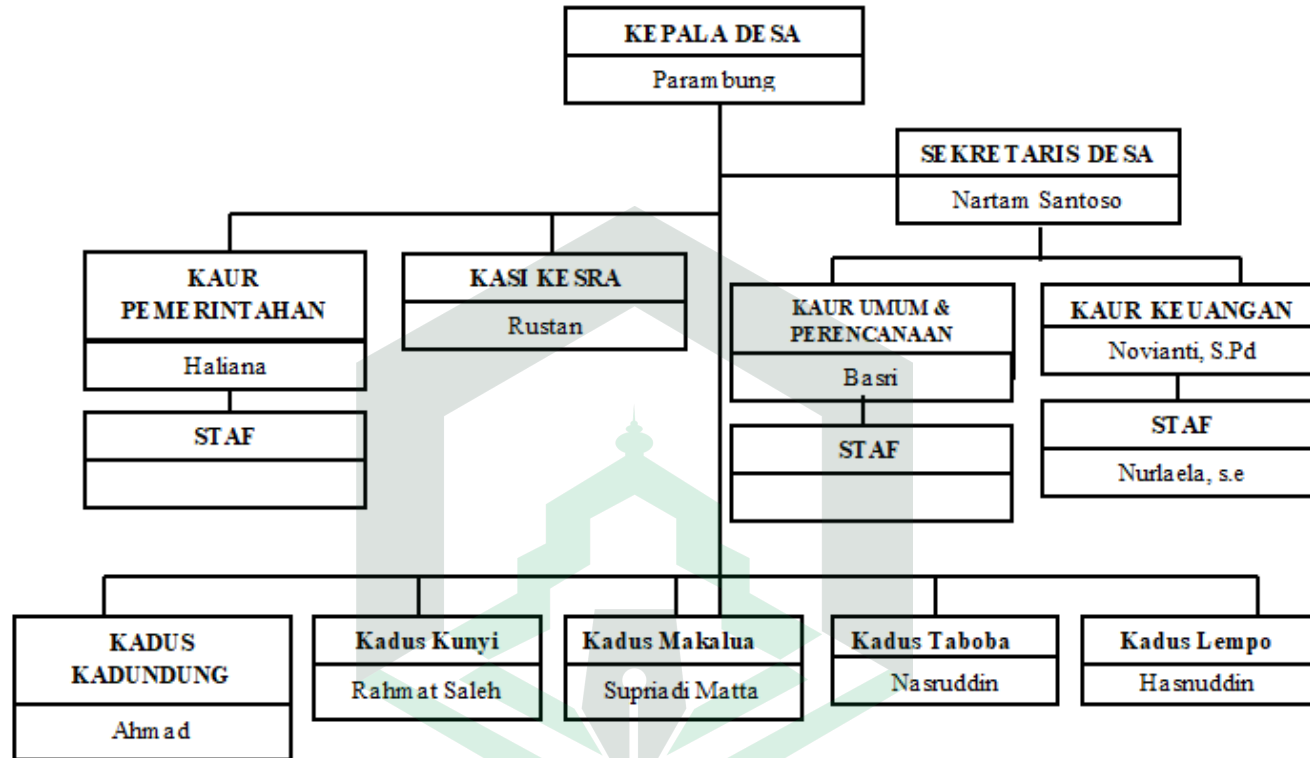 KEPALA DESA
Parambung
SEKRETARIS DESA
Nartam Santoso
KAUR
PEMERINTAHAN
Haliana
STAF
KASI KESRA
Rustan
KAUR UMUM &
PERENCANAAN
Basri
STAF
KAUR KEUANGAN
Novianti, S.Pd
STAF
Nurlaela, s.e
KADUS
KADUNDUNG
Ahmad
Kadus Kunyi
Rahmat Saleh
Kadus Makalua
Supriadi Matta
Kadus Taboba
Nasruddin
Kadus Lempo
Hasnuddin